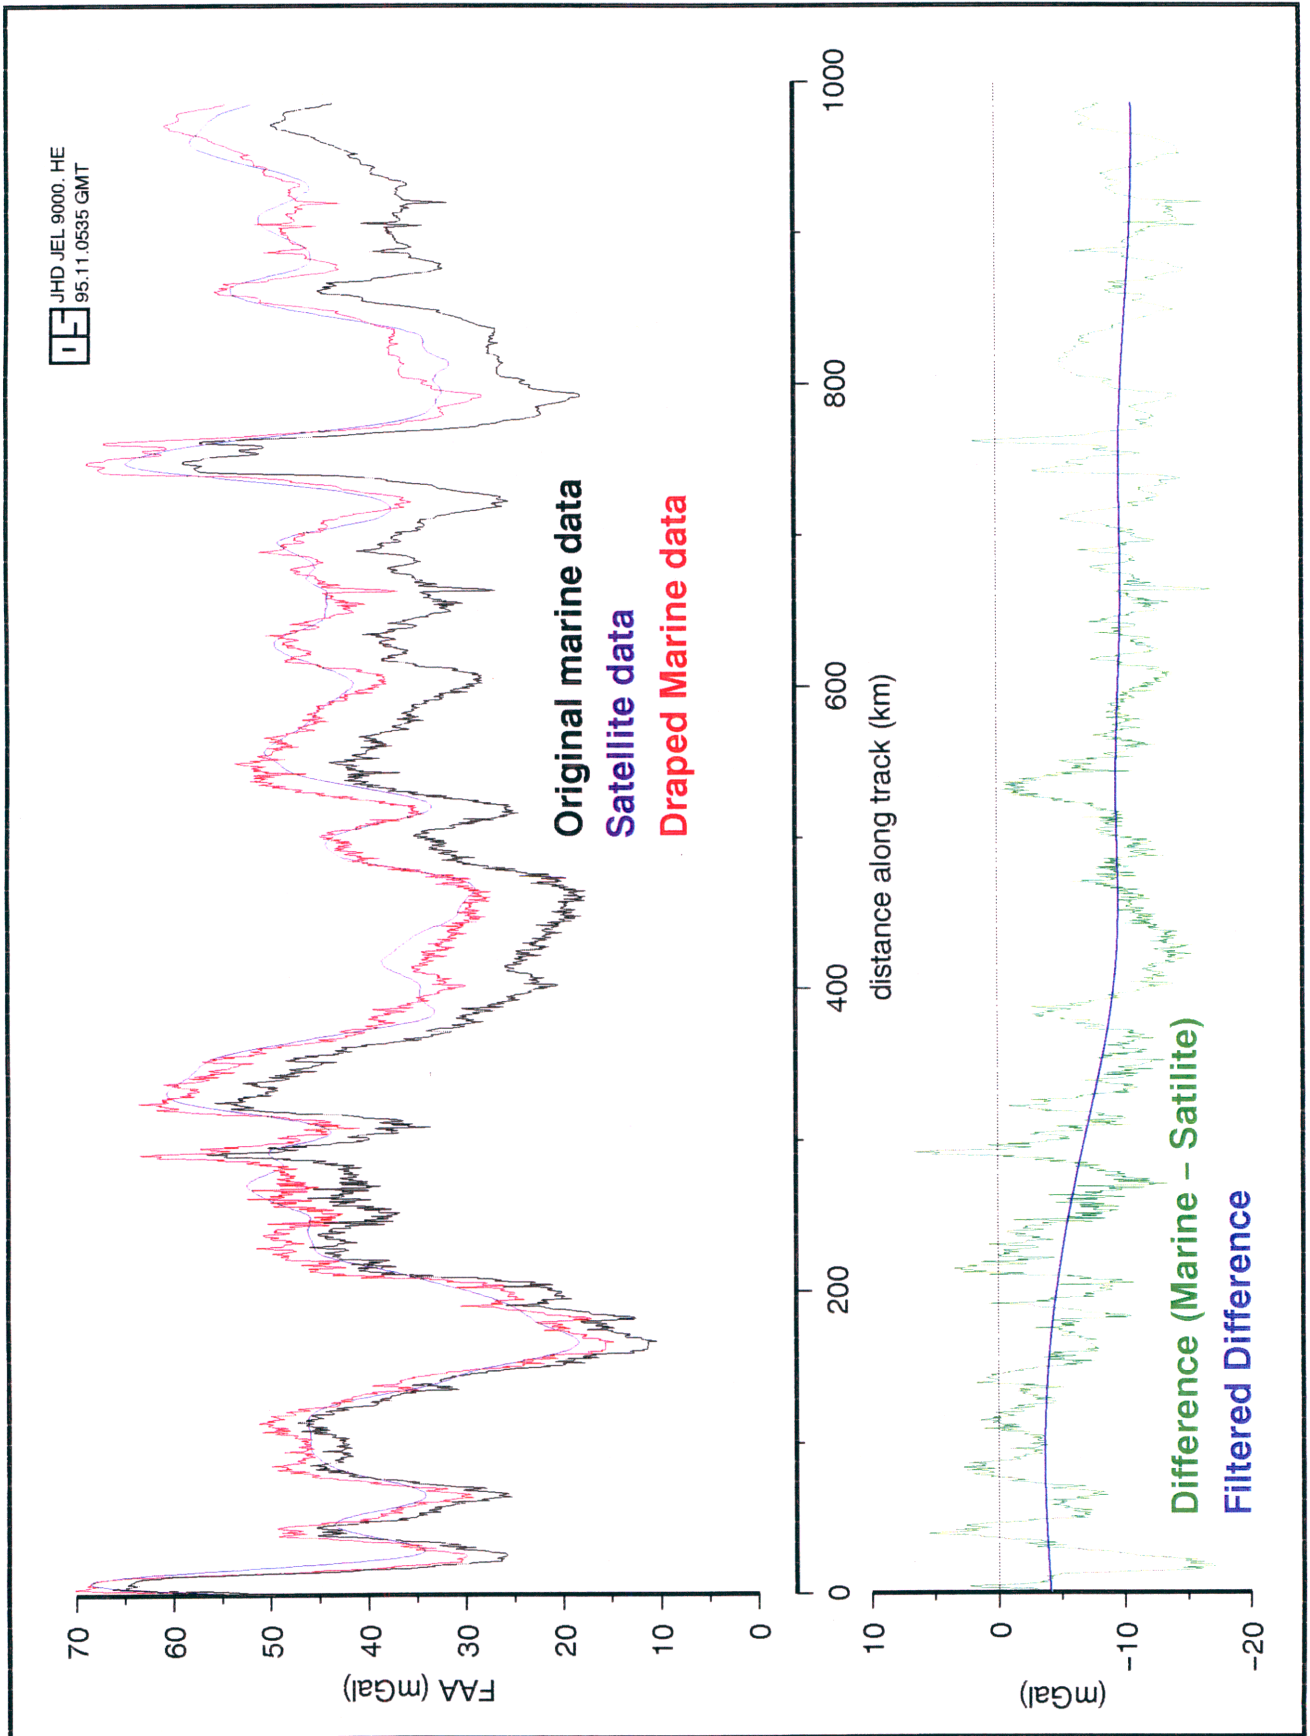 JHD JEL 9000. HE
95.11.0535 GMT
70
60
50
40
30
20
10
0
FAA (mGal)
Original marine data
Satellite data
Draped Marine data
0
200
400
600
800
1000
distance along track (km)
10
0
-10
-20
(mGal)
Difference (Marine – Satilite)
Filtered Difference